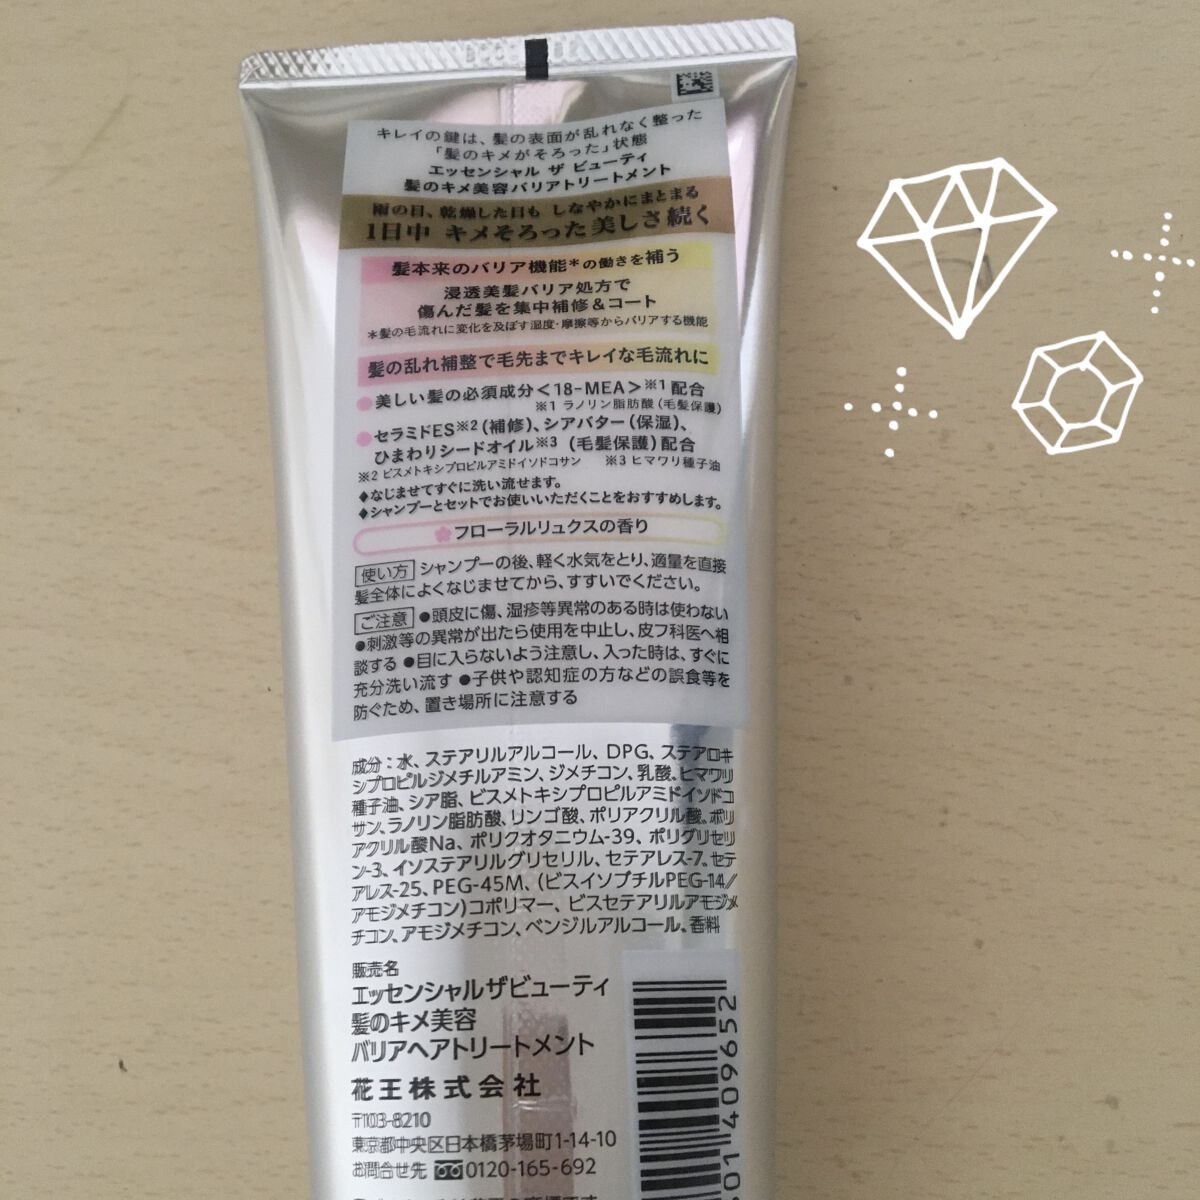 キレイの鍵は、髪の表面が乱れなく整った
「髪のキメがそろった」状態
エッセンシャル ザ ビューティ
髪のキメ美容バリアトリートメント
雨の日、乾燥した日も しなやかにまとまる
1日中 キメそろった美しさ続く
髪本来のバリア機能*の働きを補う
浸透美髪バリア処方で
傷んだ髪を集中補修＆コート
*髪の毛流れに変化を及ぼす湿度・摩擦等からバリアする機能
髪の乱れ補整で毛先までキレイな毛流れに
●美しい髪の必須成分<18-MEA>※1配合
※1 ラノリン脂肪酸(毛髪保護)
●セラミドES※2(補修)、シアバター(保湿)、
ひまわりシードオイル※3 (毛髪保護)配合
※2 ビスメトキシプロピルアミドイソドコサン ※3 ヒマワリ種子油
♦なじませてすぐに洗い流せます。
♦シャンプーとセットでお使いいただくことをおすすめします。
フローラルリュクスの香り
使い方 シャンプーの後、軽く水気をとり、適量を直接
髪全体によくなじませてから、すすいでください。
ご注意 ●頭皮に傷、湿疹等異常のある時は使わない
●刺激等の異常が出たら使用を中止し、皮フ科医へ相
談する ●目に入らないよう注意し、入った時は、すぐに
充分洗い流す ●子供や認知症の方などの誤食等を
防ぐため、置き場所に注意する
成分：水、ステアリルアルコール、DPG、ステアロキ
シプロピルジメチルアミン、ジメチコン、乳酸、ヒマワリ
種子油、シア脂、ビスメトキシプロピルアミドイソドコ
サン、ラノリン脂肪酸、リンゴ酸、ポリアクリル酸、ポリ
アクリル酸Na、ポリクオタニウム-39、ポリグリセリ
ン-3、イソステアリルグリセリル、セテアレス-7、セテ
アレス-25、PEG-45M、(ビスイソブチルPEG-14/
アモジメチコン)コポリマー、ビスセテアリルアモジメ
チコン、アモジメチコン、ベンジルアルコール、香料
販売名
エッセンシャルザビューティ
髪のキメ美容
バリアヘアトリートメント
花王株式会社
〒103-8210
東京都中央区日本橋茅場町1-14-10
お問合せ先 0120-165-692
01 409652